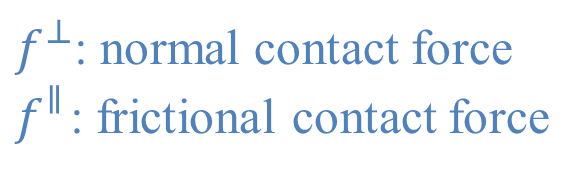 f⊥: normal contact force
f∥: frictional contact force